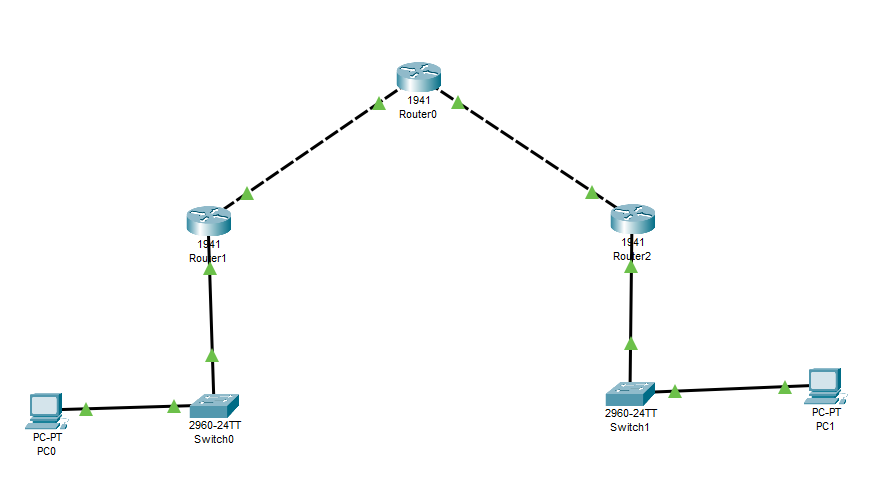 1941
Router0
1941
Router1
1941
Router2
PC-PT
PC0
2960-24TT
Switch0
2960-24TT
Switch1
PC-PT
PC1